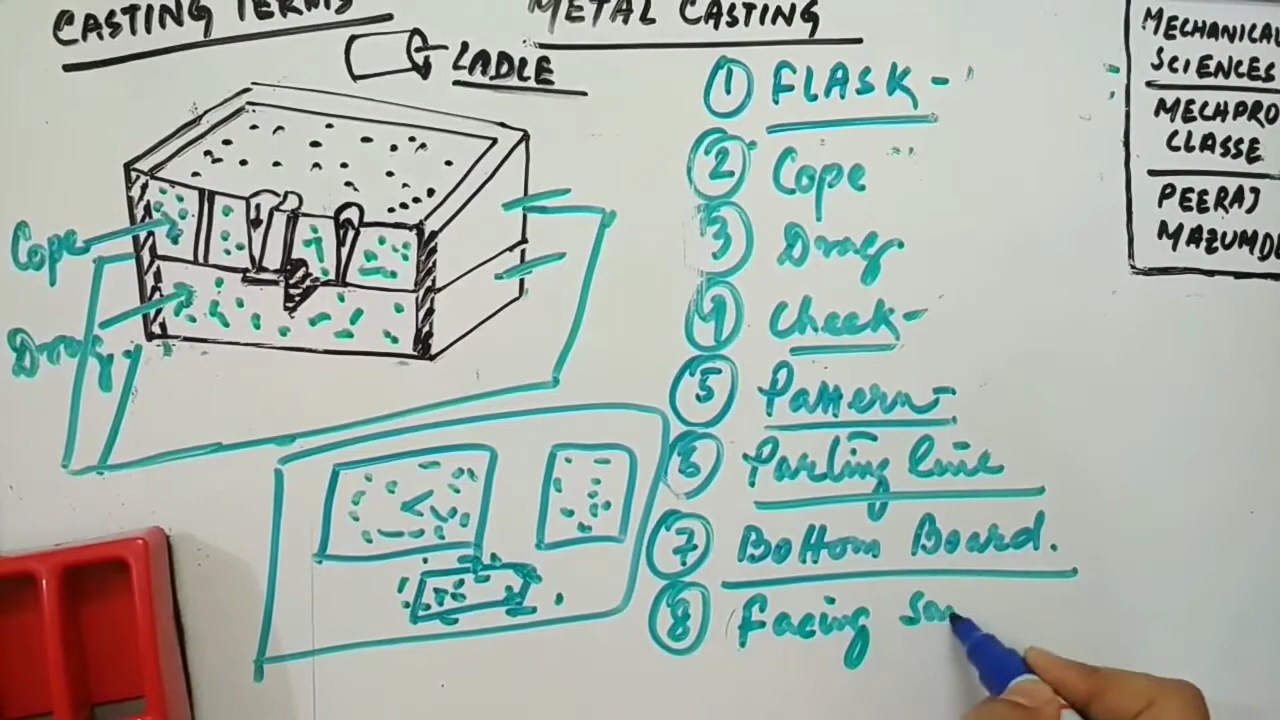 CASTING TERMS
METAL CASTING
LADLE
Cope
Drag
① FLASK-
② Cope
③ Drag
④ Cheek-
⑤ Pattern-
⑥ Parting line
⑦ Bottom Board.
⑧ Facing
MECHANICAL
SCIENCES
MECHPRO
CLASSE
PEERAJ